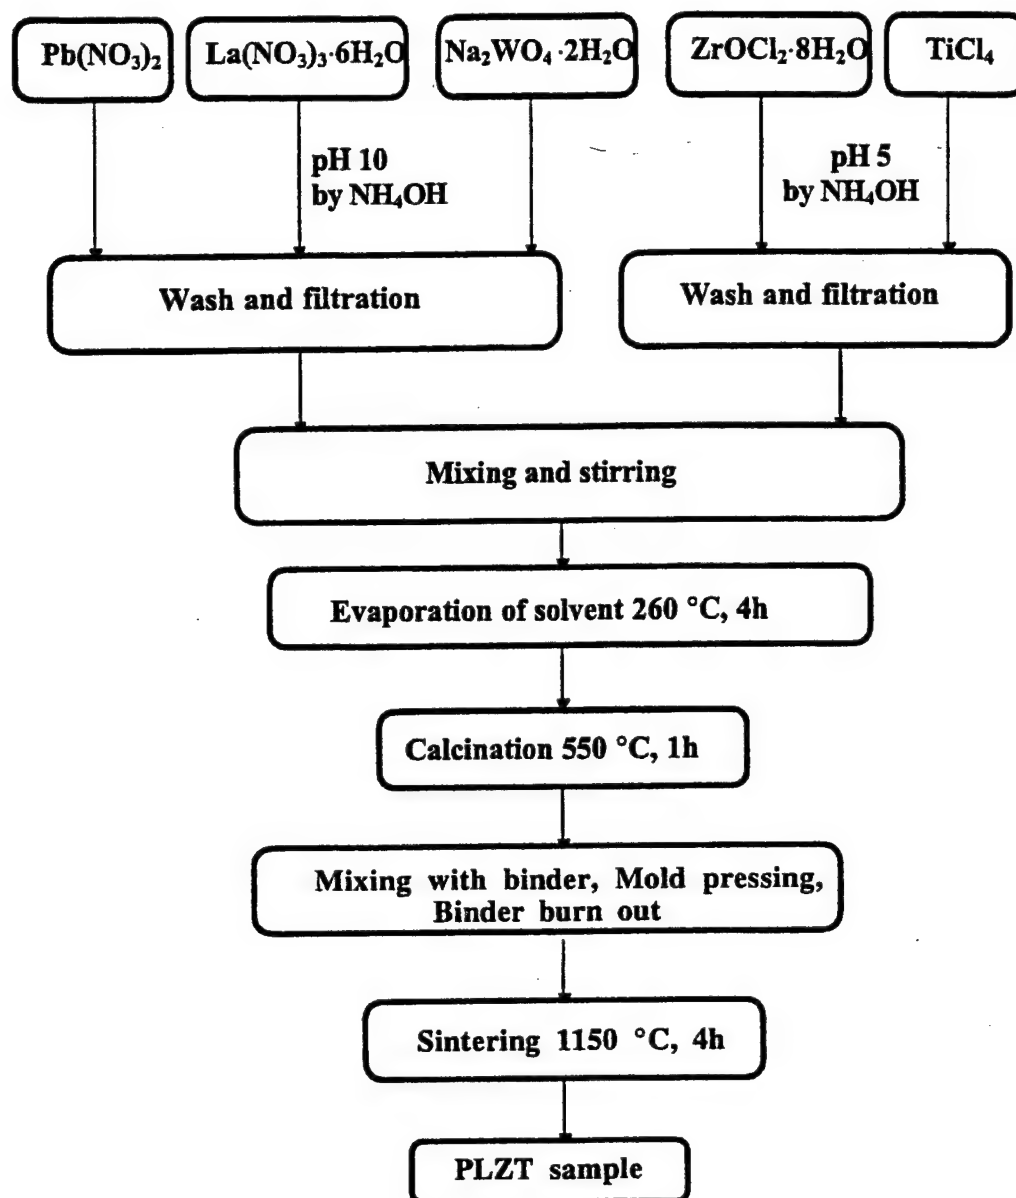 Pb(NO₃)₂
La(NO₃)₃·6H₂O
Na₂WO₄·2H₂O
ZrOCl₂·8H₂O
TiCl₄
pH 10
by NH₄OH
pH 5
by NH₄OH
Wash and filtration
Wash and filtration
Mixing and stirring
Evaporation of solvent 260 °C, 4h
Calcination 550 °C, 1h
Mixing with binder, Mold pressing,
Binder burn out
Sintering 1150 °C, 4h
PLZT sample